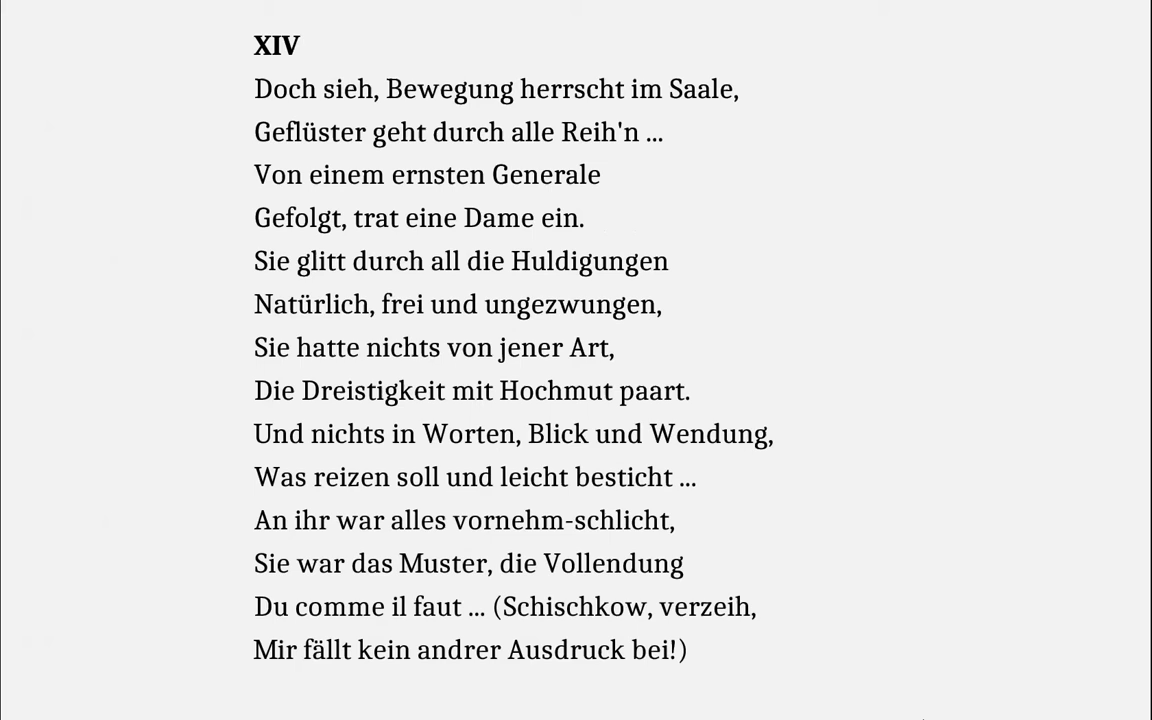 XIV
Doch sieh, Bewegung herrscht im Saale,
Geflüster geht durch alle Reih'n ...
Von einem ernsten Generale
Gefolgt, trat eine Dame ein.
Sie glitt durch all die Huldigungen
Natürlich, frei und ungezwungen,
Sie hatte nichts von jener Art,
Die Dreistigkeit mit Hochmut paart.
Und nichts in Worten, Blick und Wendung,
Was reizen soll und leicht besticht ...
An ihr war alles vornehm-schlicht,
Sie war das Muster, die Vollendung
Du comme il faut ... (Schischkow, verzeih,
Mir fällt kein andrer Ausdruck bei!)